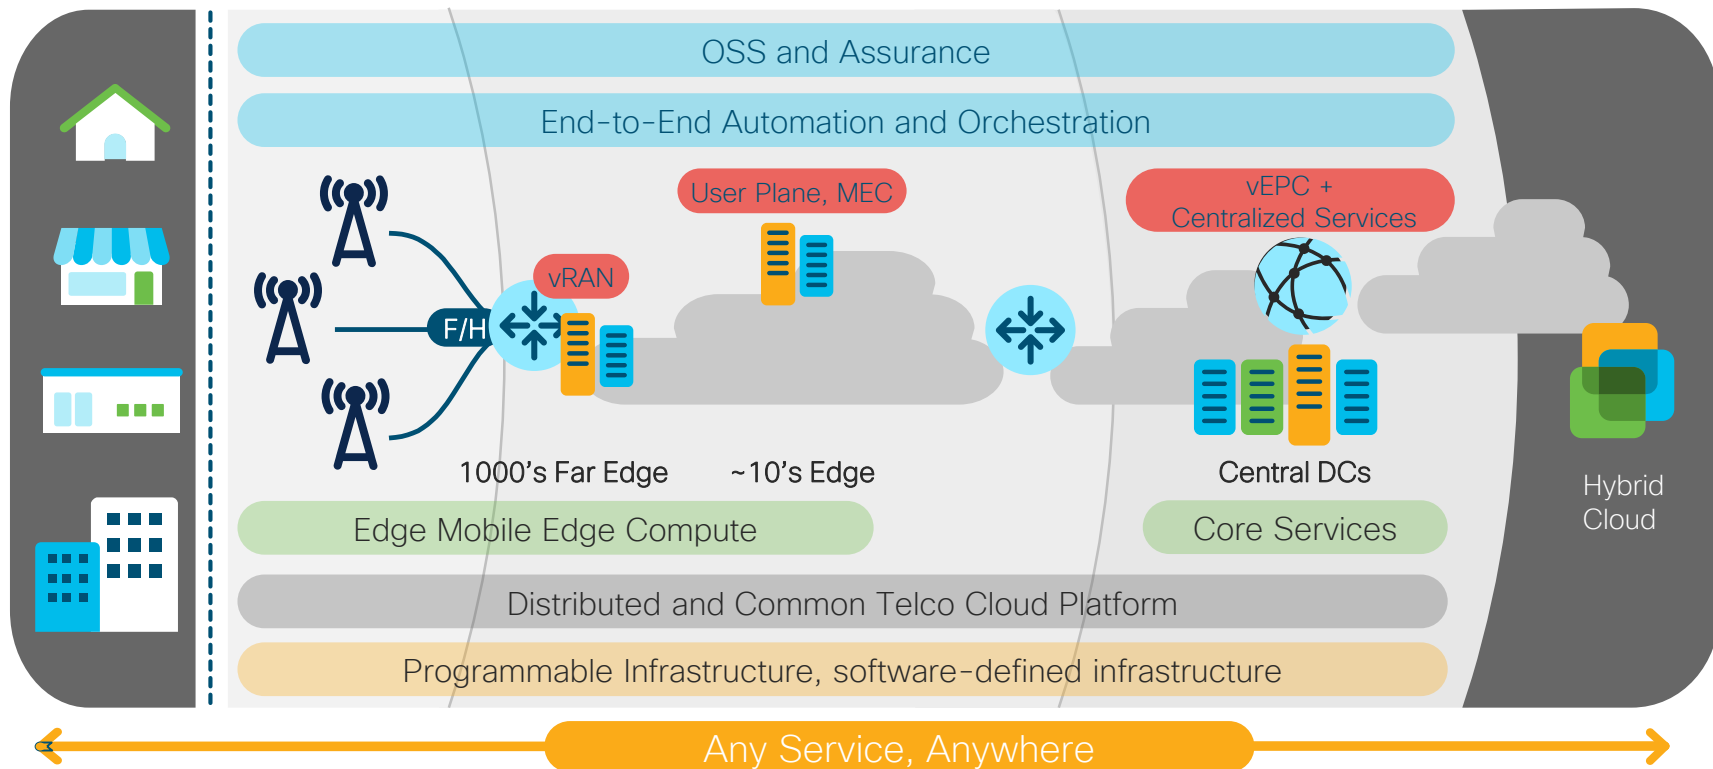 OSS and Assurance
End-to-End Automation and Orchestration
User Plane, MEC
vEPC +
Centralized Services
vRAN
F/H
1000's Far Edge
~10's Edge
Central DCs
Hybrid
Cloud
Edge Mobile Edge Compute
Core Services
Distributed and Common Telco Cloud Platform
Programmable Infrastructure, software-defined infrastructure
Any Service, Anywhere